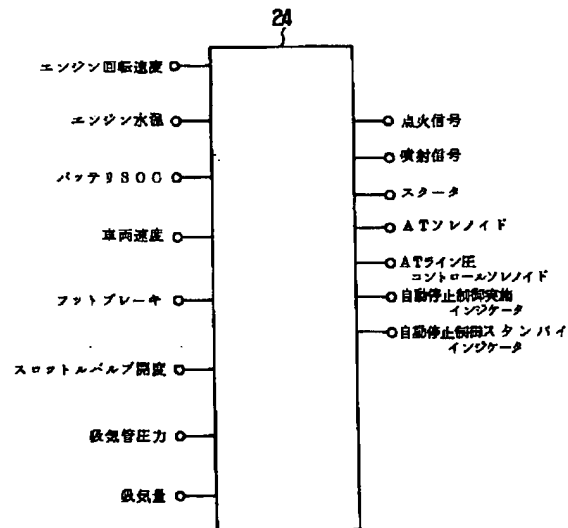 24
エンジン回転速度
エンジン水温
バッテリSOC
車両速度
フットブレーキ
スロットルバルブ開度
吸気管圧力
吸気量
点火信号
噴射信号
スタータ
ATソレノイド
ATライン圧
コントロールソレノイド
自動停止制御実施
インジケータ
自動停止制御スタンバイ
インジケータ